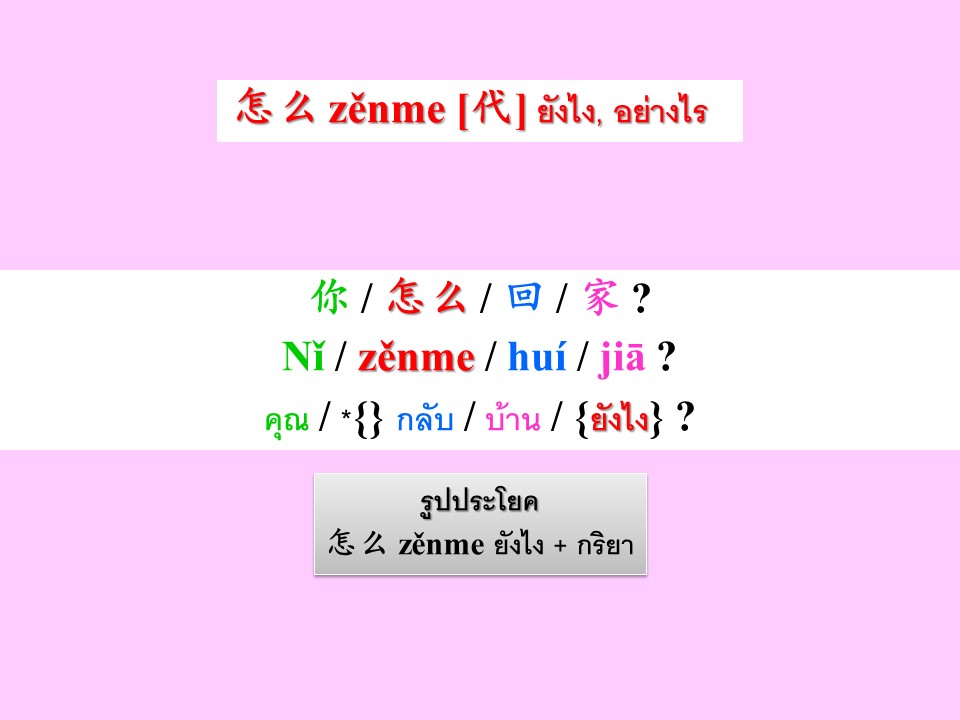 怎么 zěnme [代] ยังไง, อย่างไร
你 / 怎么 / 回 / 家 ?
Nǐ / zěnme / huí / jiā ?
คุณ / *{} กลับ / บ้าน / {ยังไง} ?
รูปประโยค
怎么 zěnme ยังไง + กริยา